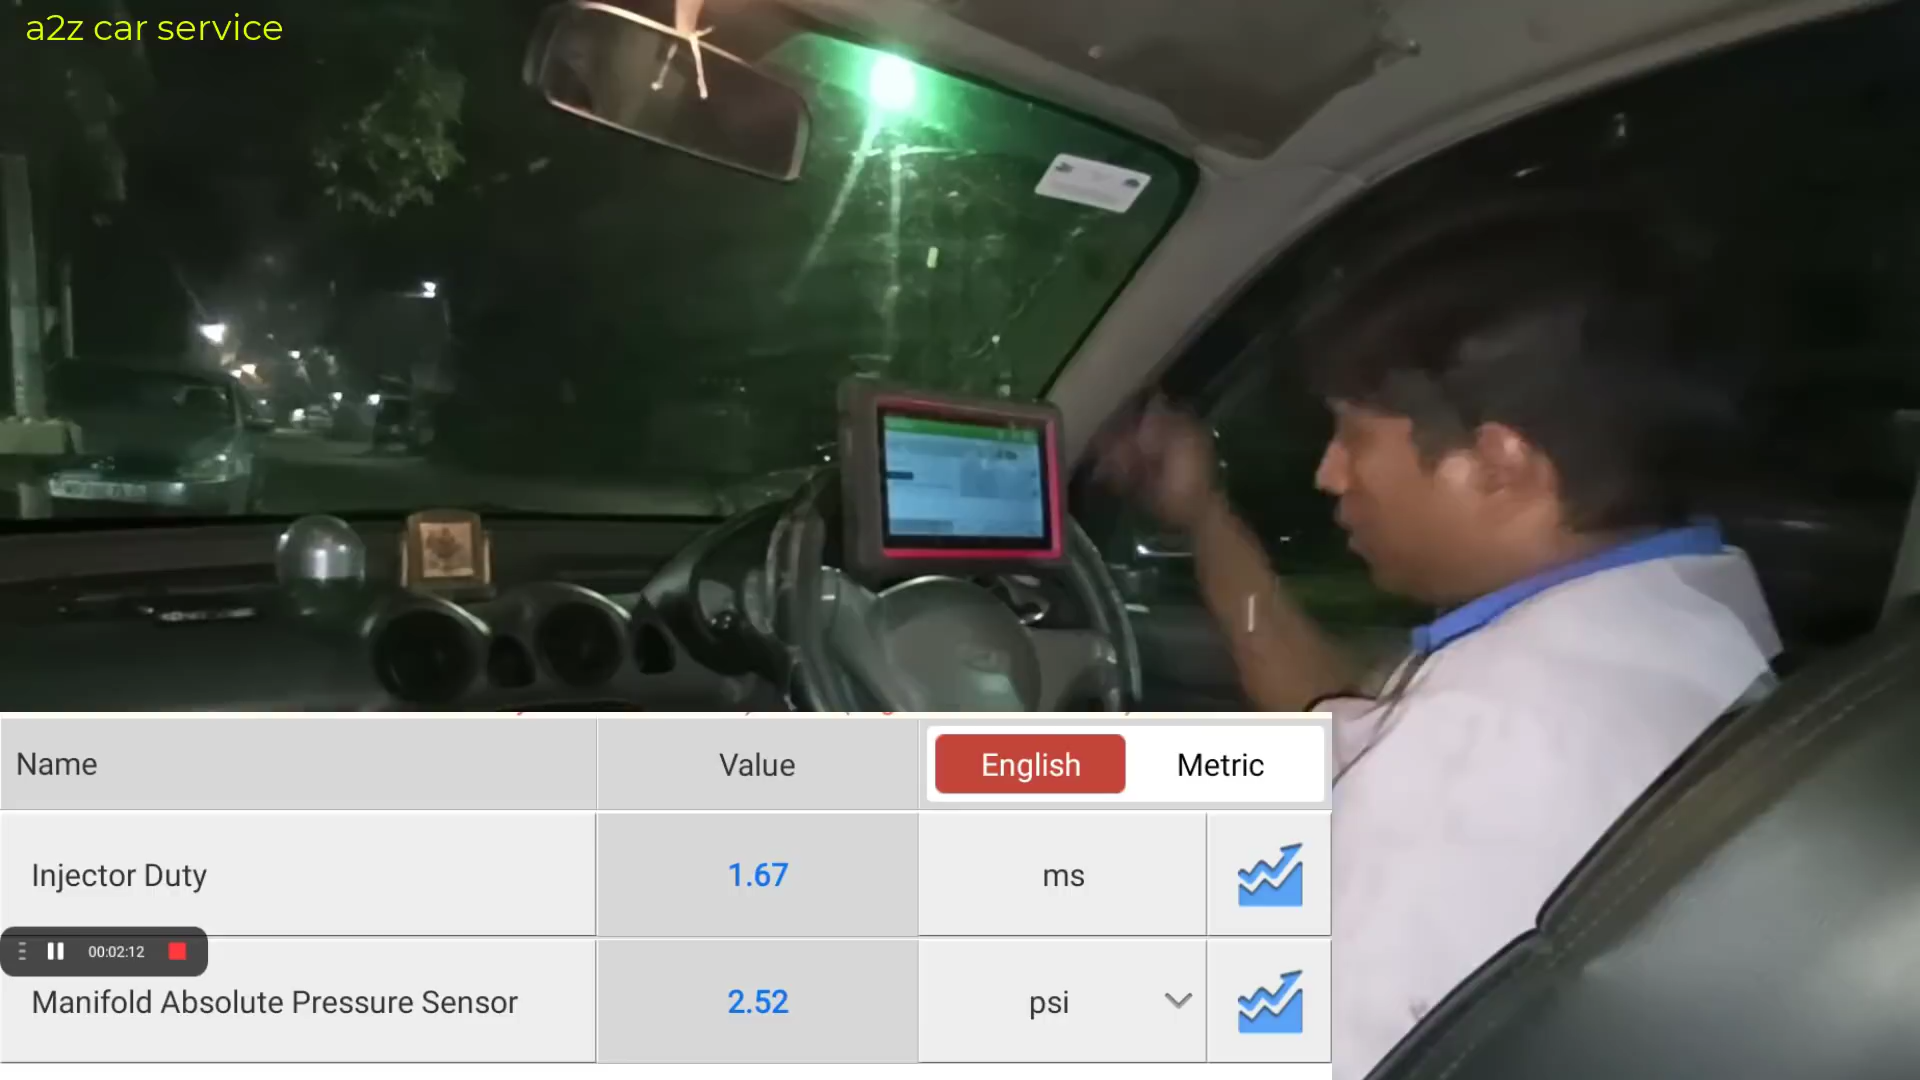 a2z car service
Name Value English Metric
Injector Duty 1.67 ms
00:02:12
Manifold Absolute Pressure Sensor 2.52 psi